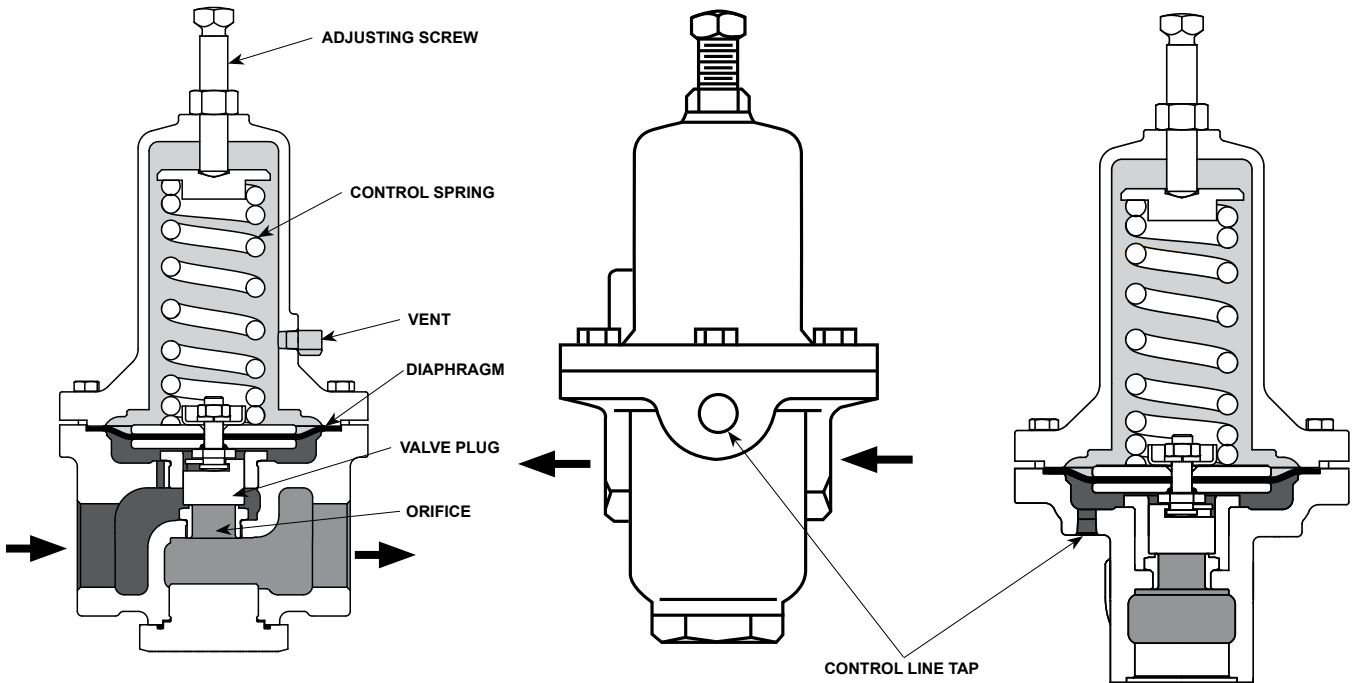 ADJUSTING SCREW
CONTROL SPRING
VENT
DIAPHRAGM
VALVE PLUG
ORIFICE
CONTROL LINE TAP